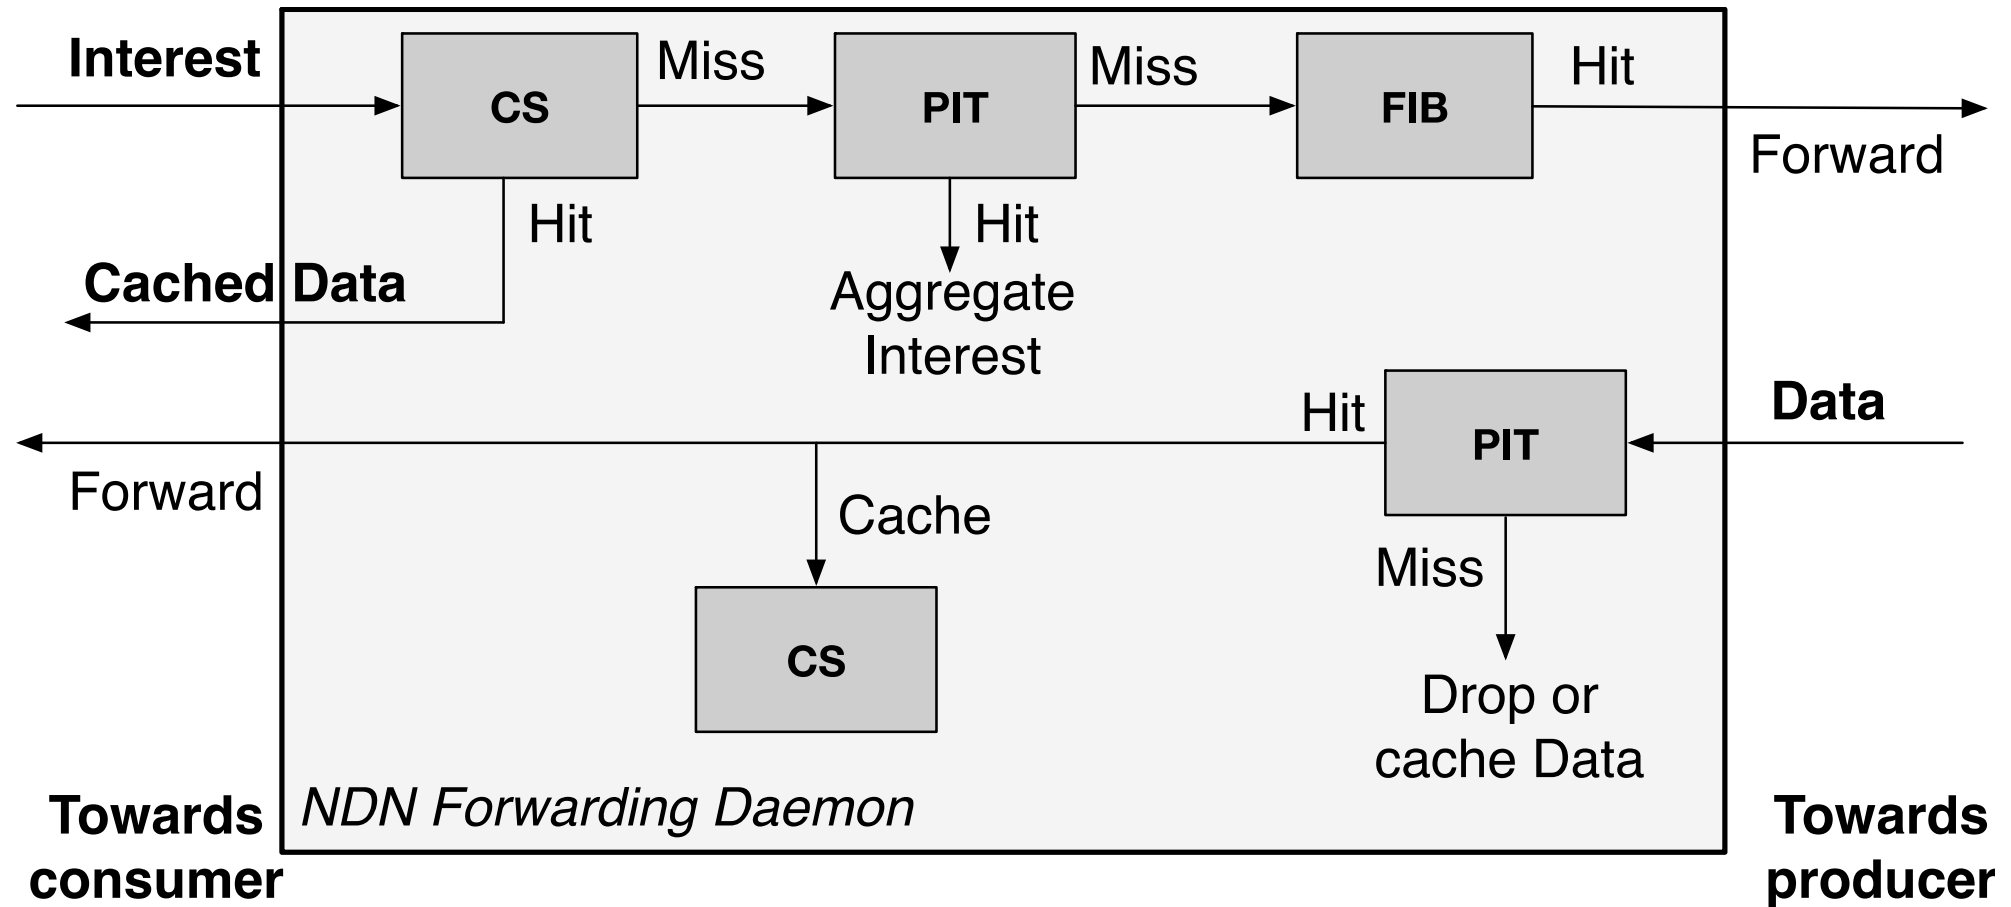 Interest
CS
Miss
PIT
Miss
FIB
Hit
Forward
Hit
Hit
Cached Data
Aggregate
Interest
Hit
PIT
Data
Forward
Cache
Miss
CS
Drop or
cache Data
Towards
consumer
NDN Forwarding Daemon
Towards
producer